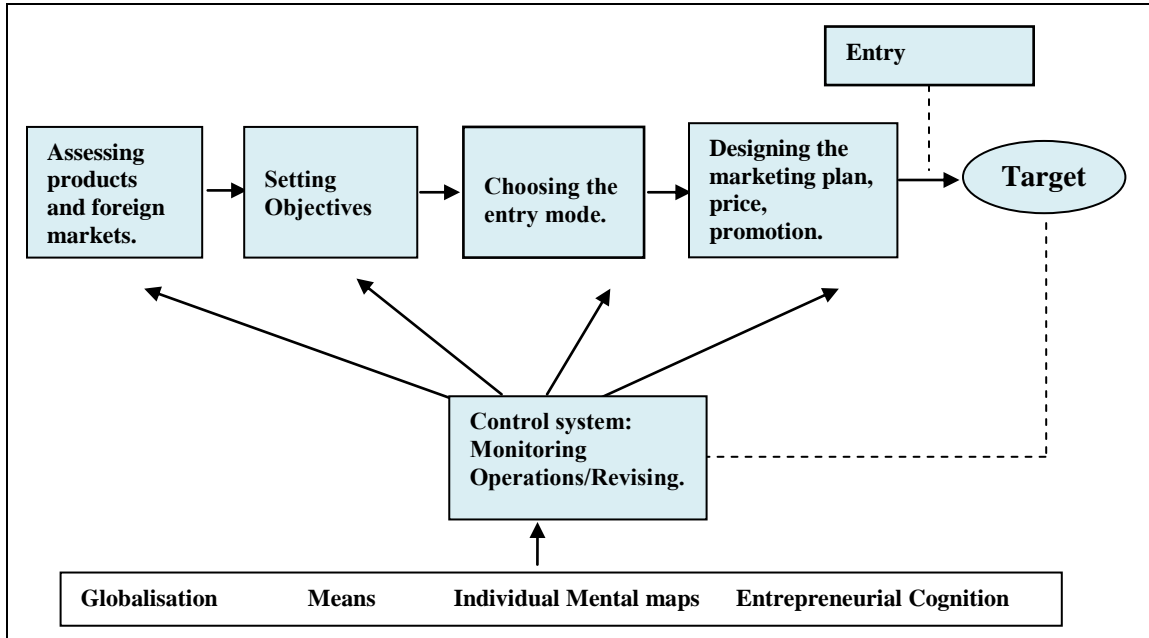 Entry
Assessing
products
and foreign
markets.
Setting
Objectives
Choosing the
entry mode.
Designing the
marketing plan,
price,
promotion.
Target
Control system:
Monitoring
Operations/Revising.
Globalisation Means Individual Mental maps Entrepreneurial Cognition